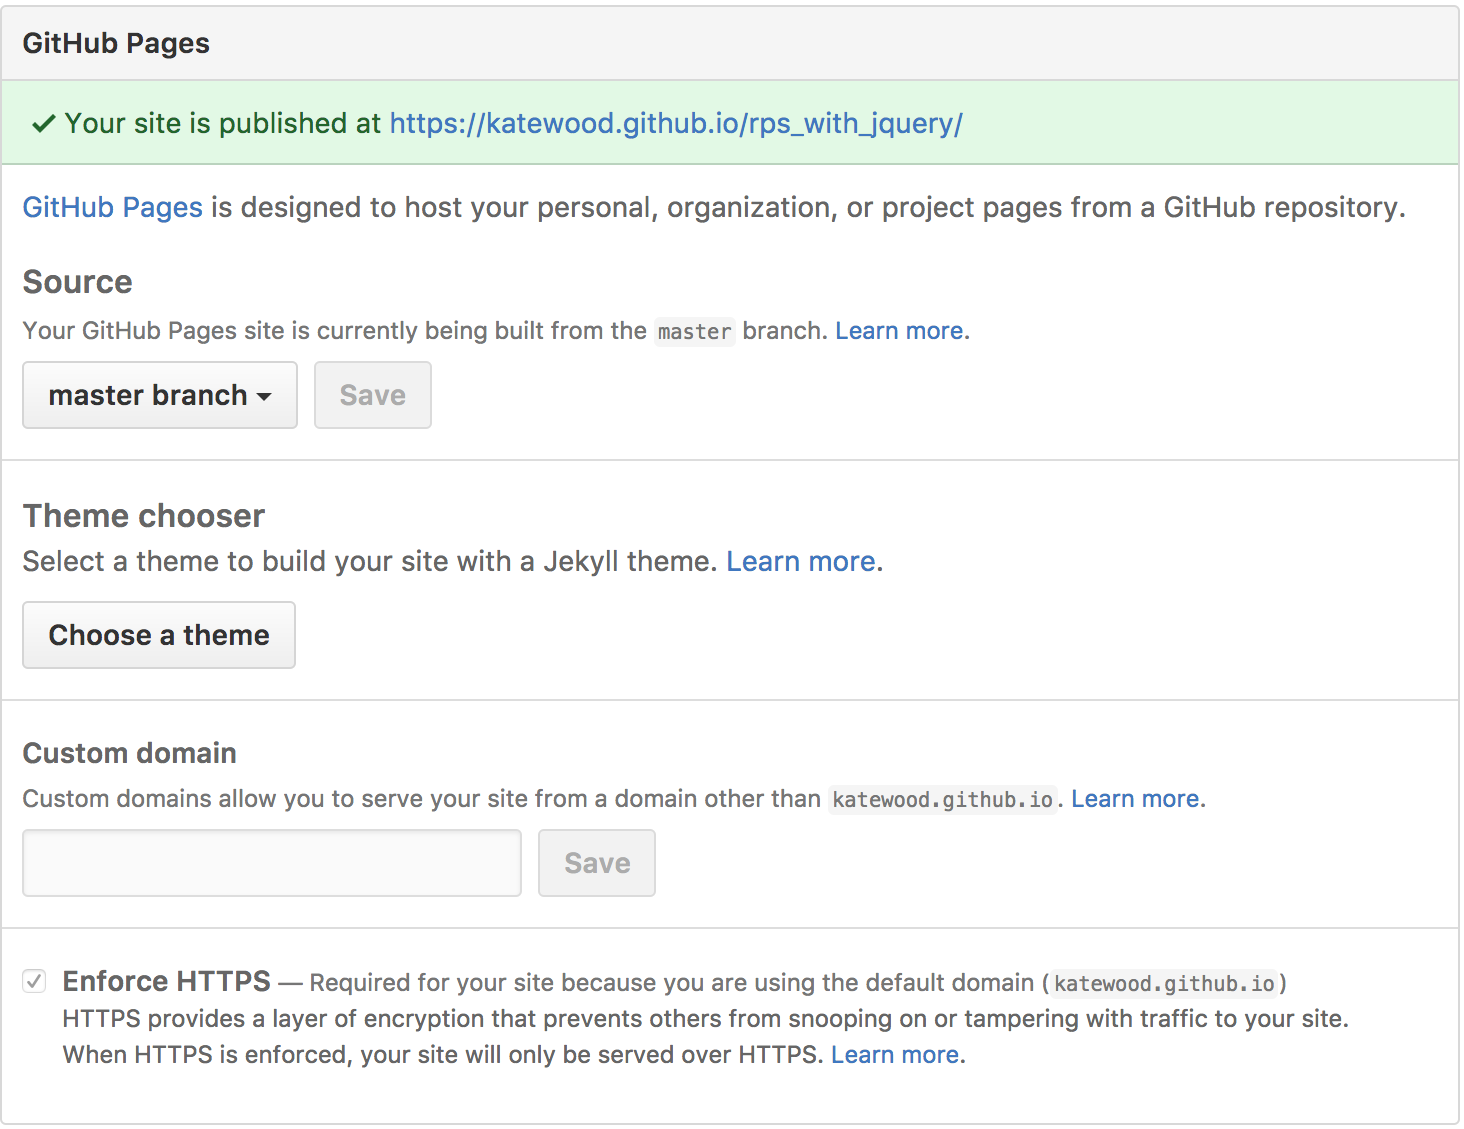 GitHub Pages
Your site is published at https://katewood.github.io/rps_with_jquery/
GitHub Pages is designed to host your personal, organization, or project pages from a GitHub repository.
Source
Your GitHub Pages site is currently being built from the master branch. Learn more.
master branch
Save
Theme chooser
Select a theme to build your site with a Jekyll theme. Learn more.
Choose a theme
Custom domain
Custom domains allow you to serve your site from a domain other than katewood.github.io. Learn more.
Save
Enforce HTTPS — Required for your site because you are using the default domain (katewood.github.io)
HTTPS provides a layer of encryption that prevents others from snooping on or tampering with traffic to your site.
When HTTPS is enforced, your site will only be served over HTTPS. Learn more.